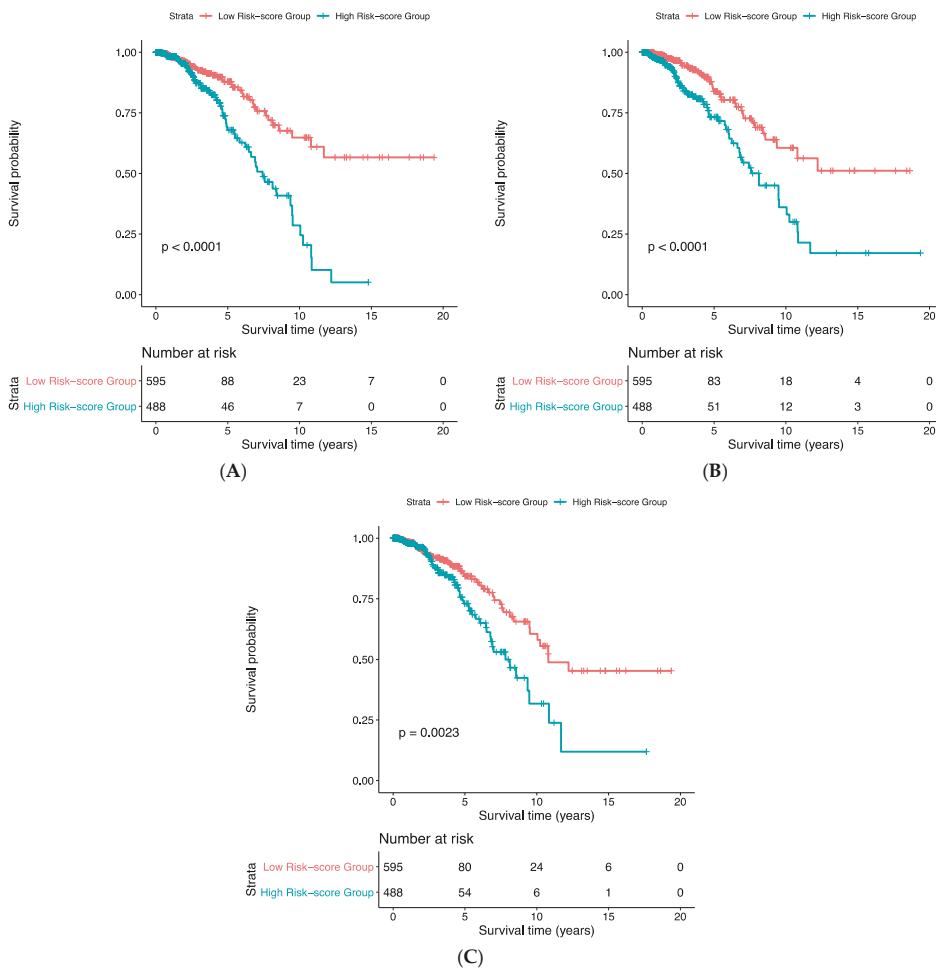 Strata Low Risk−score Group High Risk−score Group
1.00
0.75
0.50
0.25
0.00
Survival probability
p < 0.0001
0 5 10 15 20
Survival time (years)
Number at risk
Strata
Low Risk−score Group 595 88 23 7 0
High Risk−score Group 488 46 7 0 0
0 5 10 15 20
Survival time (years)
(A)
Strata Low Risk−score Group High Risk−score Group
1.00
0.75
0.50
0.25
0.00
Survival probability
p < 0.0001
0 5 10 15 20
Survival time (years)
Number at risk
Strata
Low Risk−score Group 595 83 18 4 0
High Risk−score Group 488 51 12 3 0
0 5 10 15 20
Survival time (years)
(B)
Strata Low Risk−score Group High Risk−score Group
1.00
0.75
0.50
0.25
0.00
Survival probability
p = 0.0023
0 5 10 15 20
Survival time (years)
Number at risk
Strata
Low Risk−score Group 595 80 24 6 0
High Risk−score Group 488 54 6 1 0
0 5 10 15 20
Survival time (years)
(C)